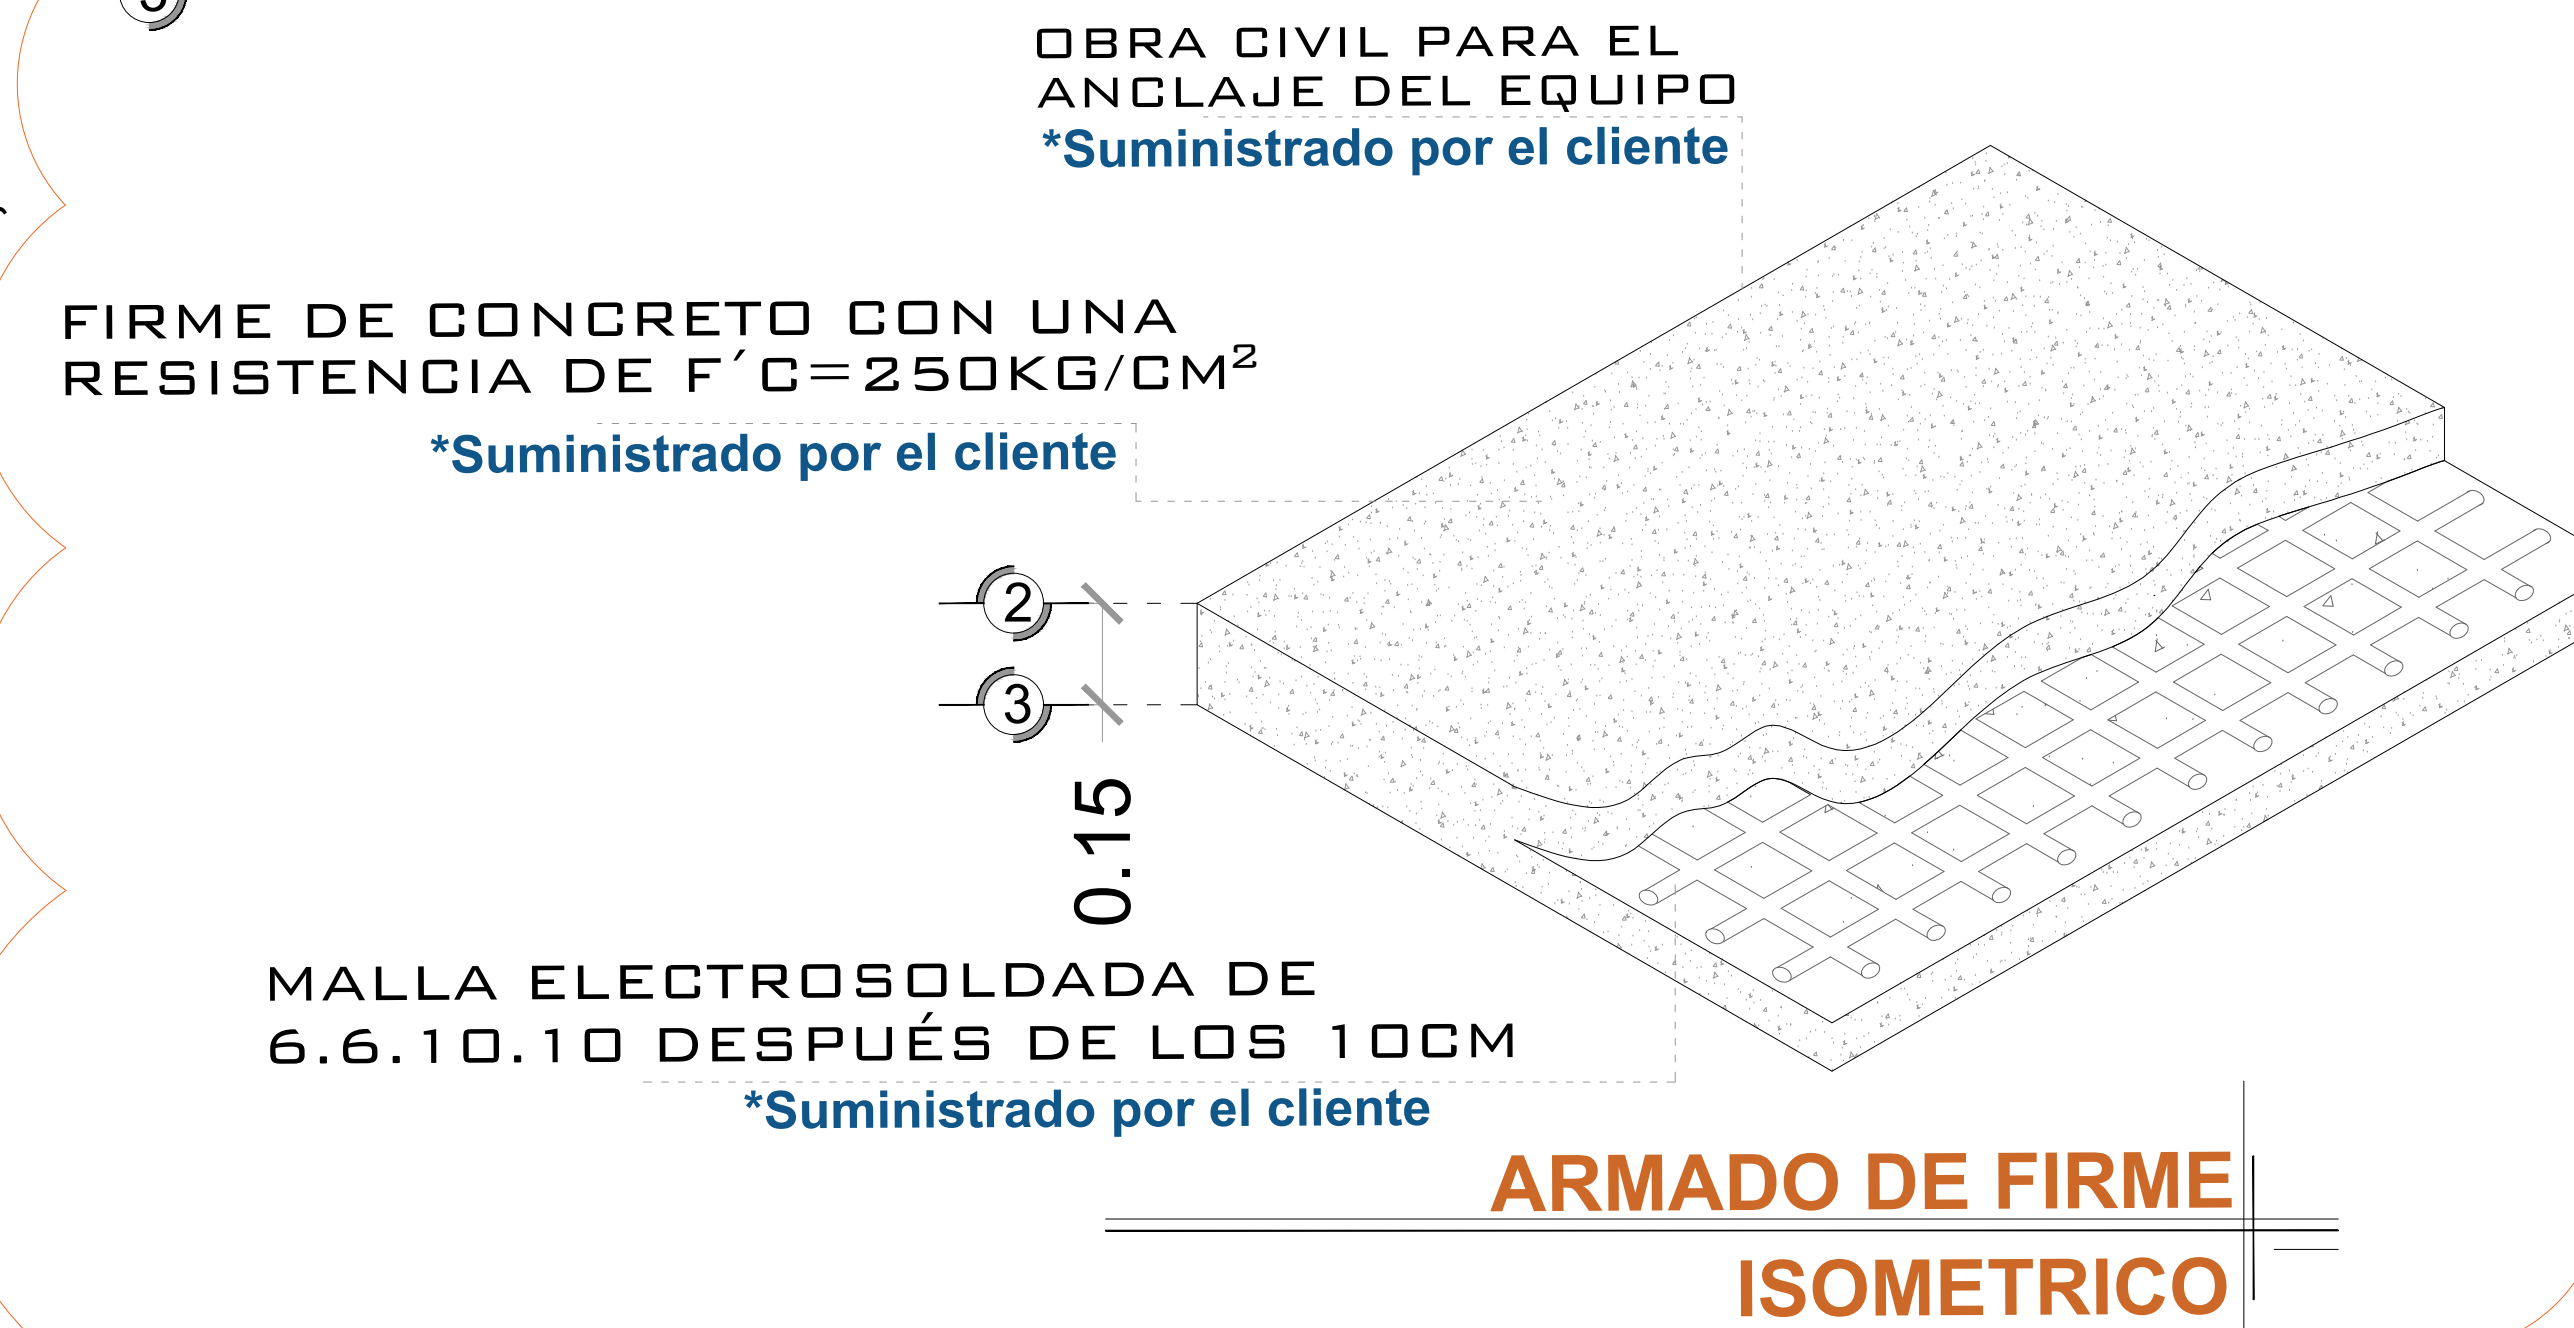 OBRA CIVIL PARA EL
ANCLAJE DEL EQUIPO
*Suministrado por el cliente
FIRME DE CONCRETO CON UNA
RESISTENCIA DE F´C=250KG/CM²
*Suministrado por el cliente
2
3
0.15
MALLA ELECTROSOLDADA DE
6.6.10.10 DESPUÉS DE LOS 10CM
*Suministrado por el cliente
ARMADO DE FIRME
ISOMETRICO